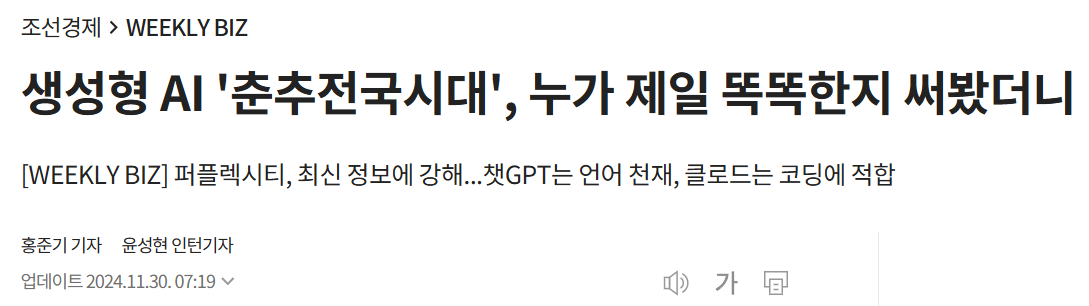 조선경제 > WEEKLY BIZ
생성형 AI '춘추전국시대', 누가 제일 똑똑한지 써봤더니
[WEEKLY BIZ] 퍼플렉시티, 최신 정보에 강해...챗GPT는 언어 천재, 클로드는 코딩에 적합
홍준기 기자 윤성현 인턴기자
업데이트 2024.11.30. 07:19
가